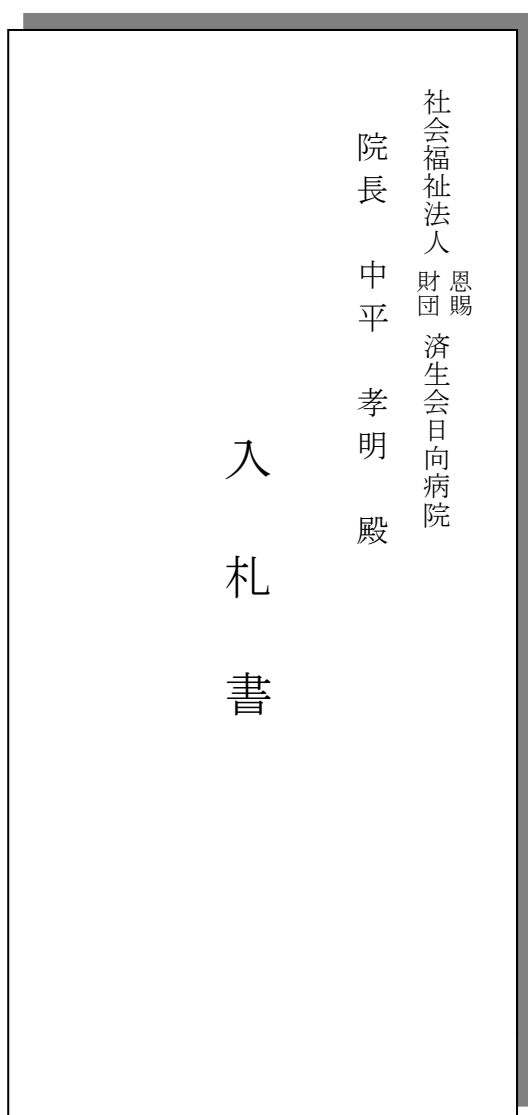 社会福祉法人 恩賜財団 済生会日向病院
院長 中平 孝明 殿
入札書